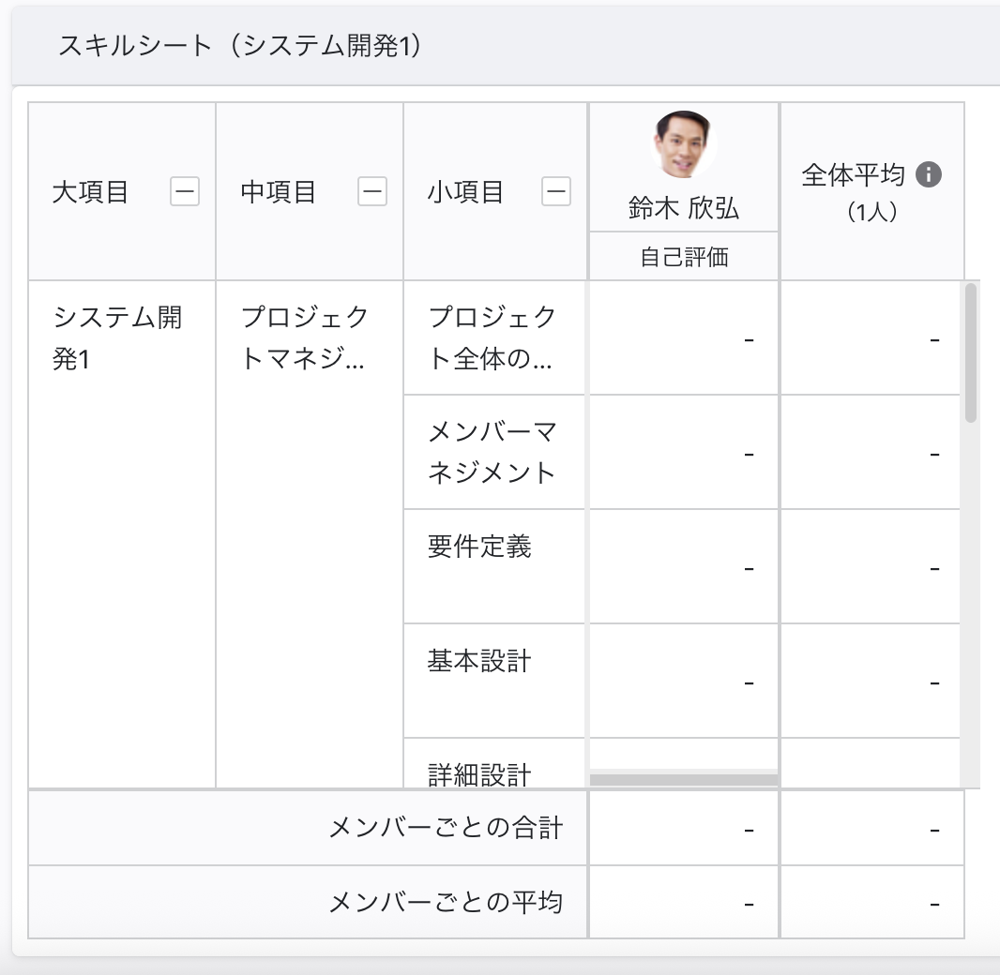 スキルシート（システム開発1）
大項目
中項目
小項目
鈴木 欣弘
自己評価
全体平均
（1人）
システム開
発1
プロジェク
トマネジ...
プロジェク
ト全体の...
-
-
メンバーマ
ネジメント
-
-
要件定義
-
-
基本設計
-
-
詳細設計
メンバーごとの合計
-
-
メンバーごとの平均
-
-